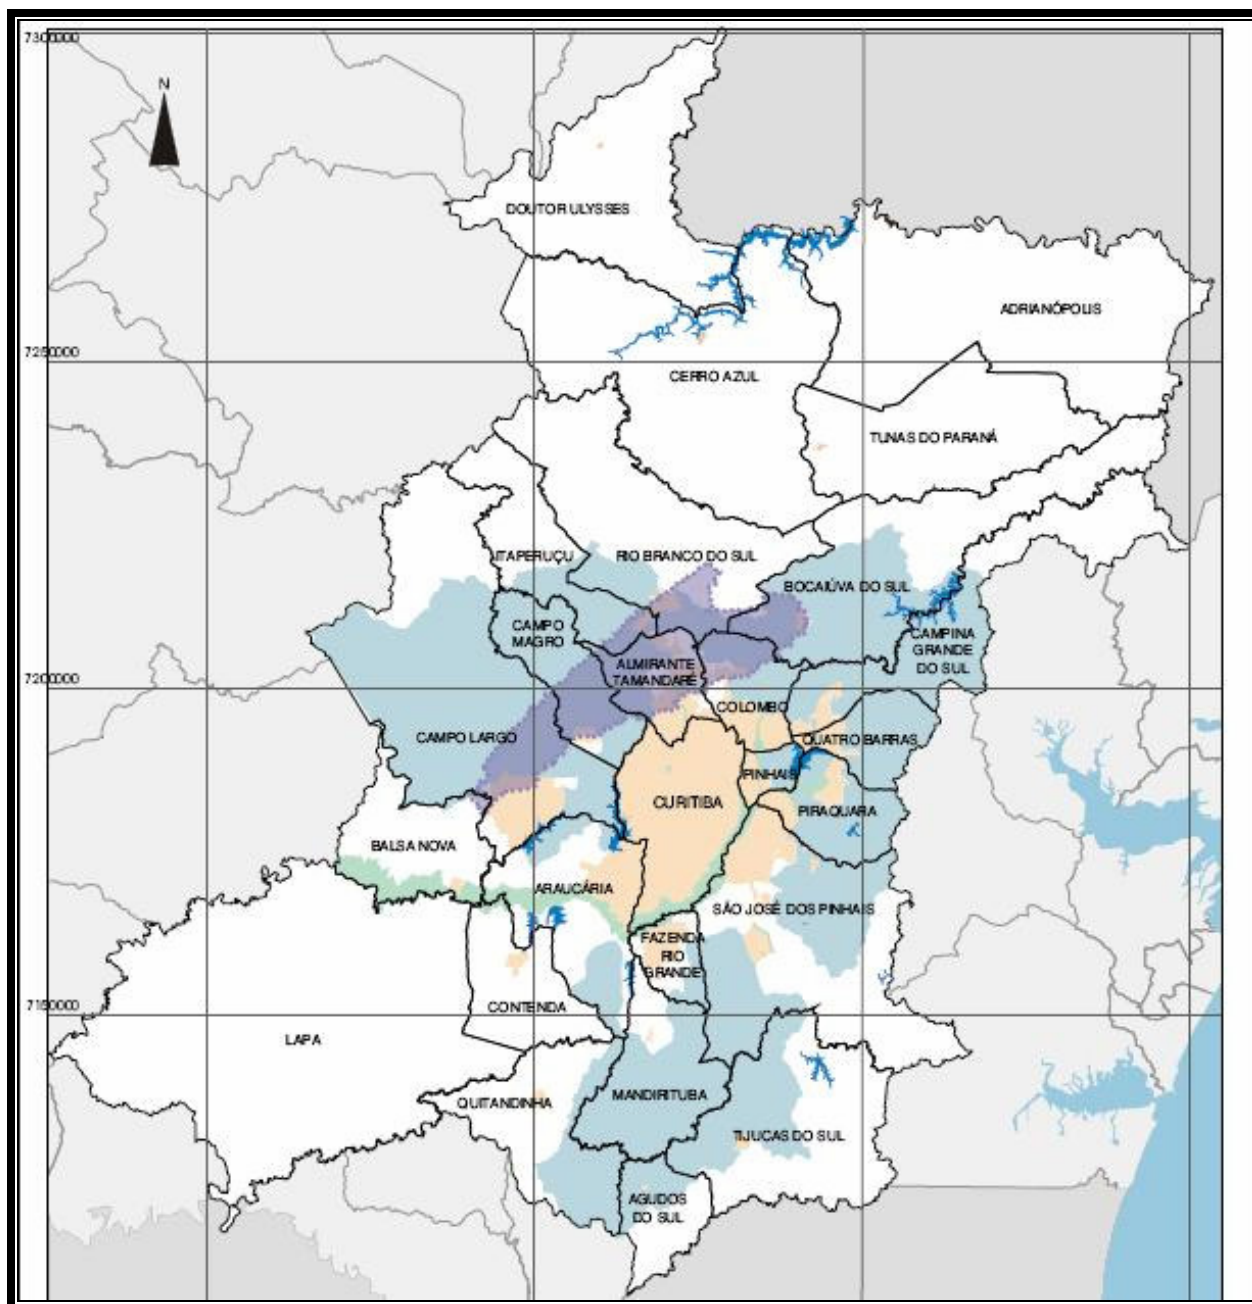 7300000
N
DOUTOR ULYSSES
ADRIANÓPOLIS
7250000
CERRO AZUL
TUNAS DO PARANÁ
ITAPERUÇU
RIO BRANCO DO SUL
BOCAIÚVA DO SUL
CAMPO
MAGRO
CAMPINA
GRANDE
DO SUL
ALMIRANTE
TAMANDARÉ
7200000
COLOMBO
CAMPO LARGO
QUATRO BARRAS
PINHAIS
CURITIBA
PIRAQUARA
BALSA NOVA
ARAUCÁRIA
SÃO JOSÉ DOS PINHAIS
FAZENDA
RIO
GRANDE
7150000
CONTENDA
LAPA
QUITANDINHA
MANDIRITUBA
TIJUCAS DO SUL
AGUDOS
DO SUL